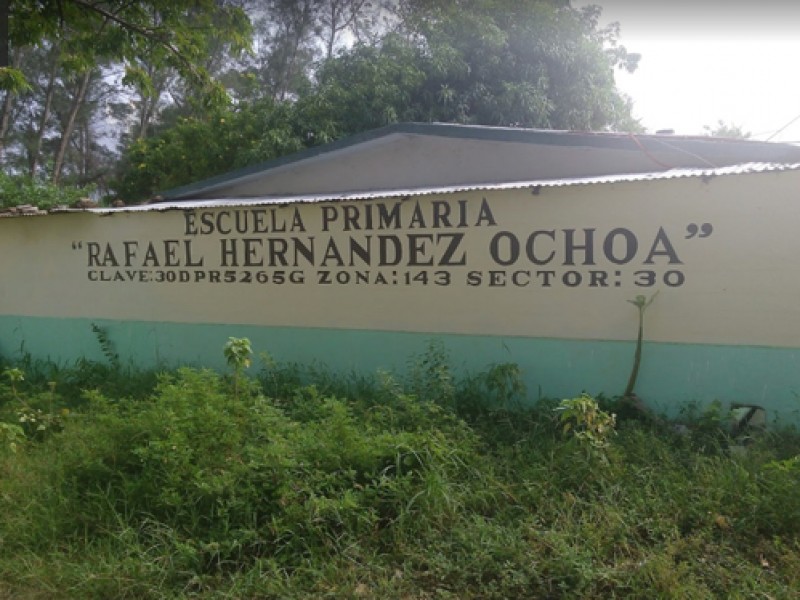 ESCUELA PRIMARIA
“RAFAEL HERNANDEZ OCHOA”
CLAVE:30DPR5265G ZONA:143 SECTOR:30